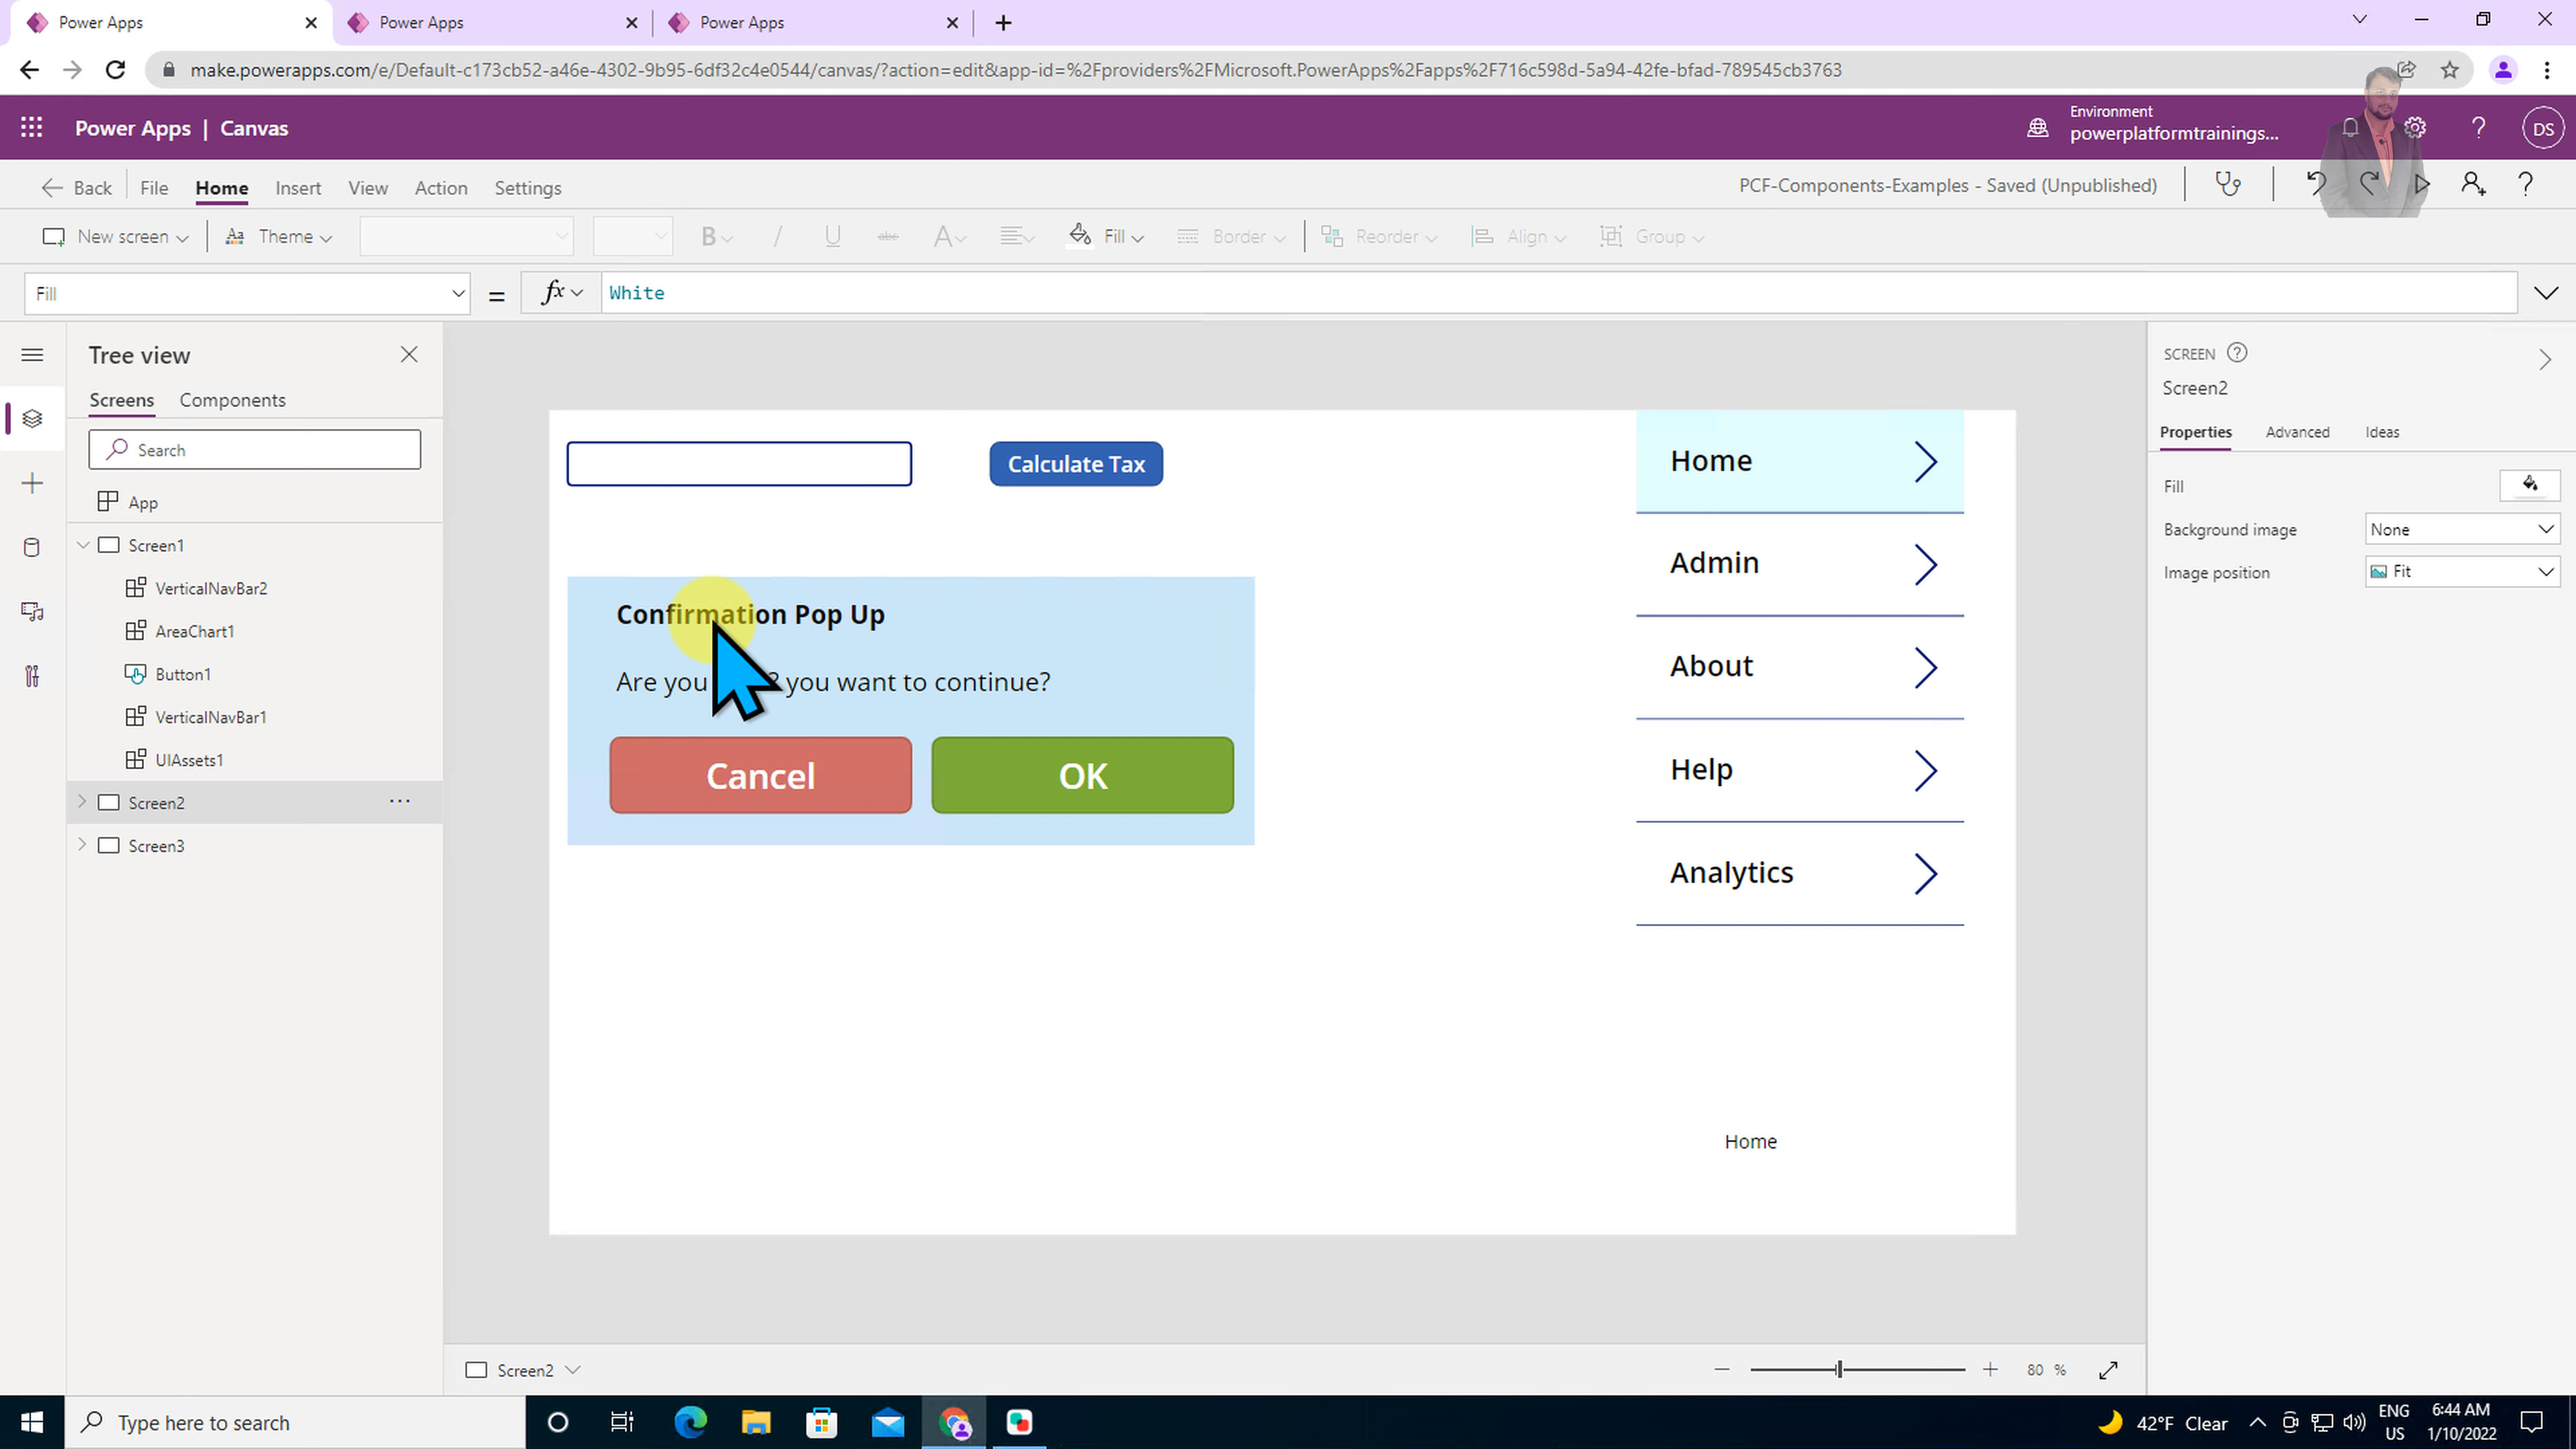 Power Apps
Power Apps
Power Apps
make.powerapps.com/e/Default-c173cb52-a46e-4302-9b95-6df32c4e0544/canvas/?action=edit&app-id=%2Fproviders%2FMicrosoft.PowerApps%2Fapps%2F716c598d-5a94-42fe-bfad-789545cb3763
Power Apps | Canvas
Environment
powerplatformtrainings...
DS
Back
File
Home
Insert
View
Action
Settings
PCF-Components-Examples - Saved (Unpublished)
New screen
Theme
Fill
Border
Reorder
Align
Group
Fill
=
fx
White
Tree view
Screens
Components
Search
App
Screen1
VerticalNavBar2
AreaChart1
Button1
VerticalNavBar1
UIAssets1
Screen2
Screen3
Calculate Tax
Confirmation Pop Up
Are you ? you want to continue?
Cancel
OK
Home
Admin
About
Help
Analytics
Home
SCREEN
Screen2
Properties
Advanced
Ideas
Fill
Background image
None
Image position
Fit
Screen2
80 %
Type here to search
42°F Clear
ENG
US
6:44 AM
1/10/2022